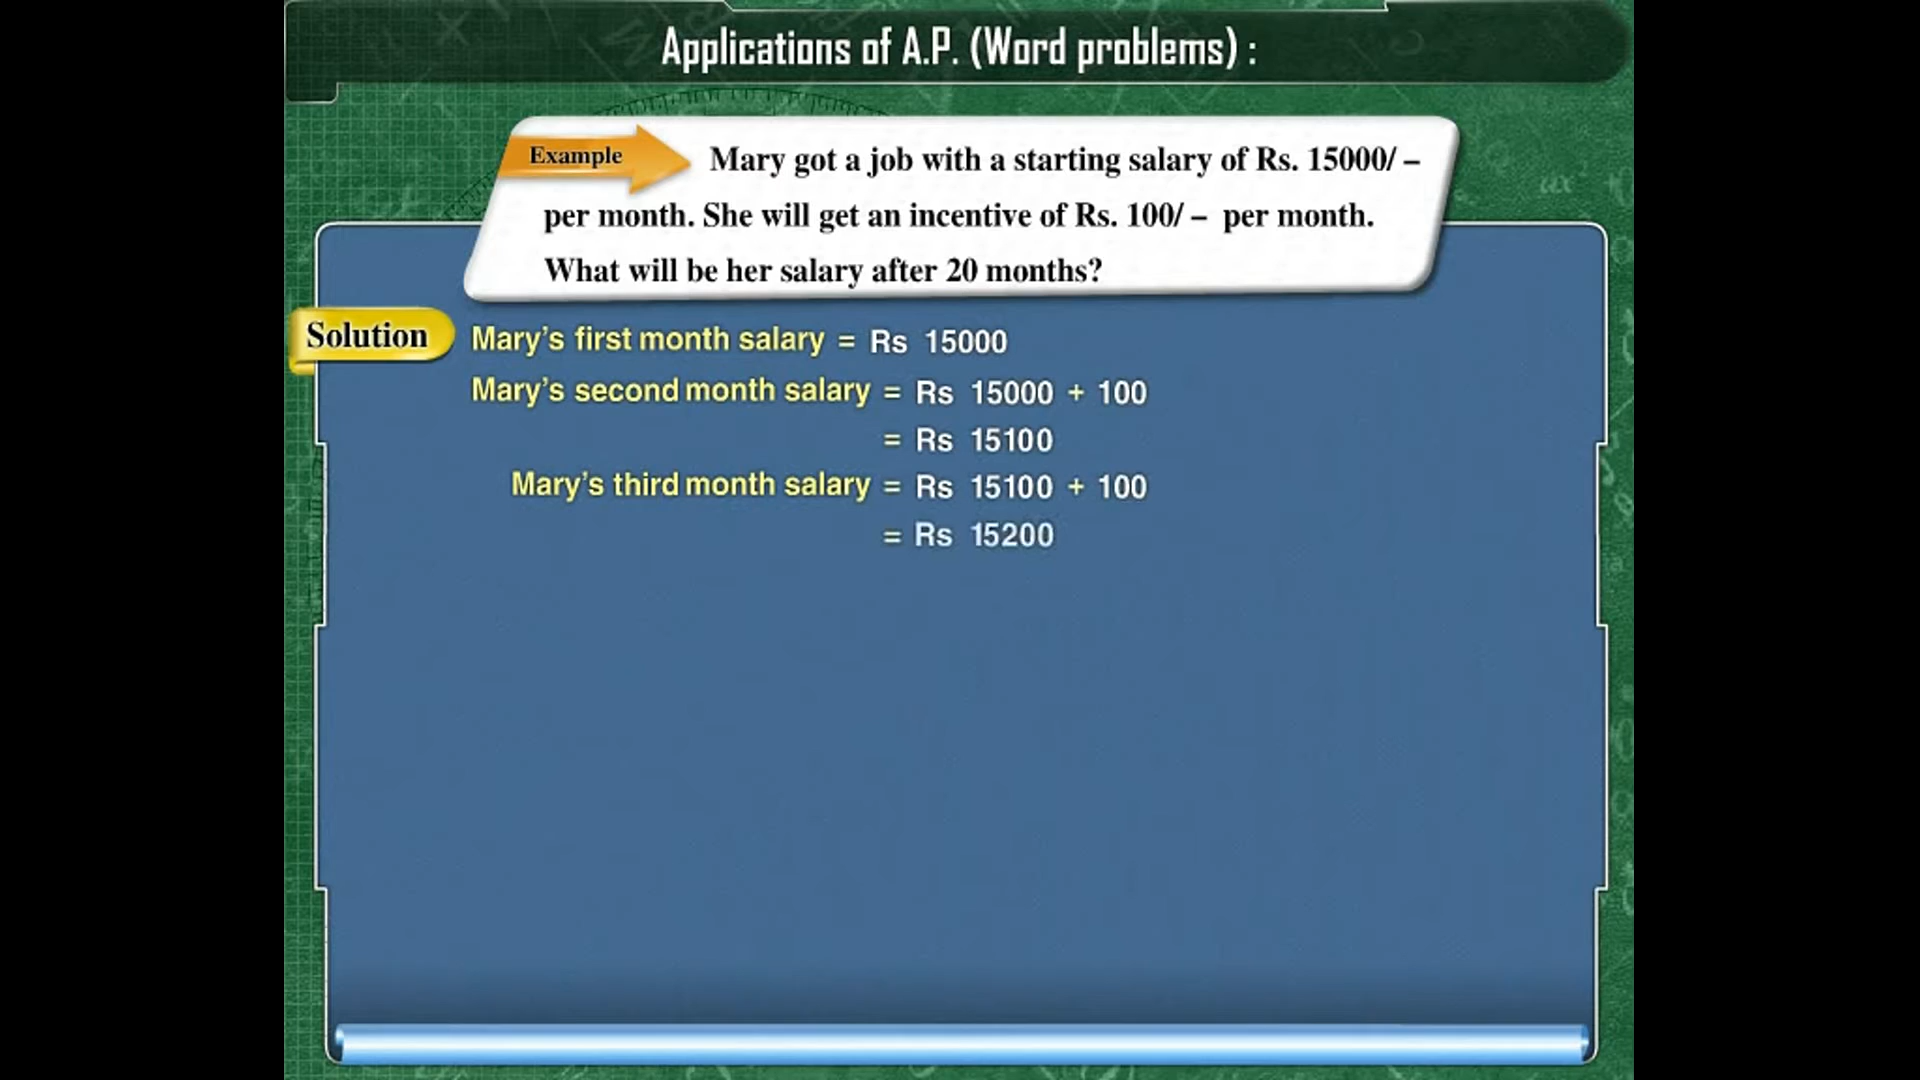 Applications of A.P. (Word problems) :
Example Mary got a job with a starting salary of Rs. 15000/ –
per month. She will get an incentive of Rs. 100/ – per month.
What will be her salary after 20 months?
Solution Mary’s first month salary = Rs 15000
Mary’s second month salary = Rs 15000 + 100
= Rs 15100
Mary’s third month salary = Rs 15100 + 100
= Rs 15200